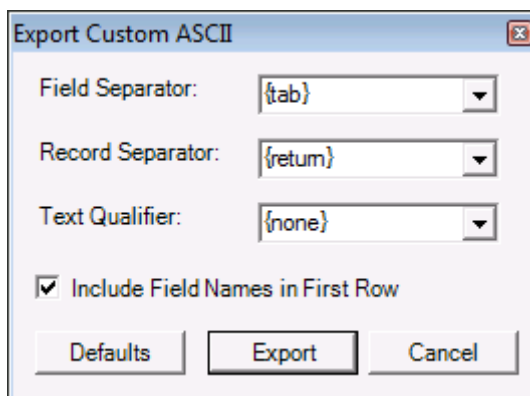 Export Custom ASCII
Field Separator: {tab}
Record Separator: {return}
Text Qualifier: {none}
Include Field Names in First Row
Defaults Export Cancel